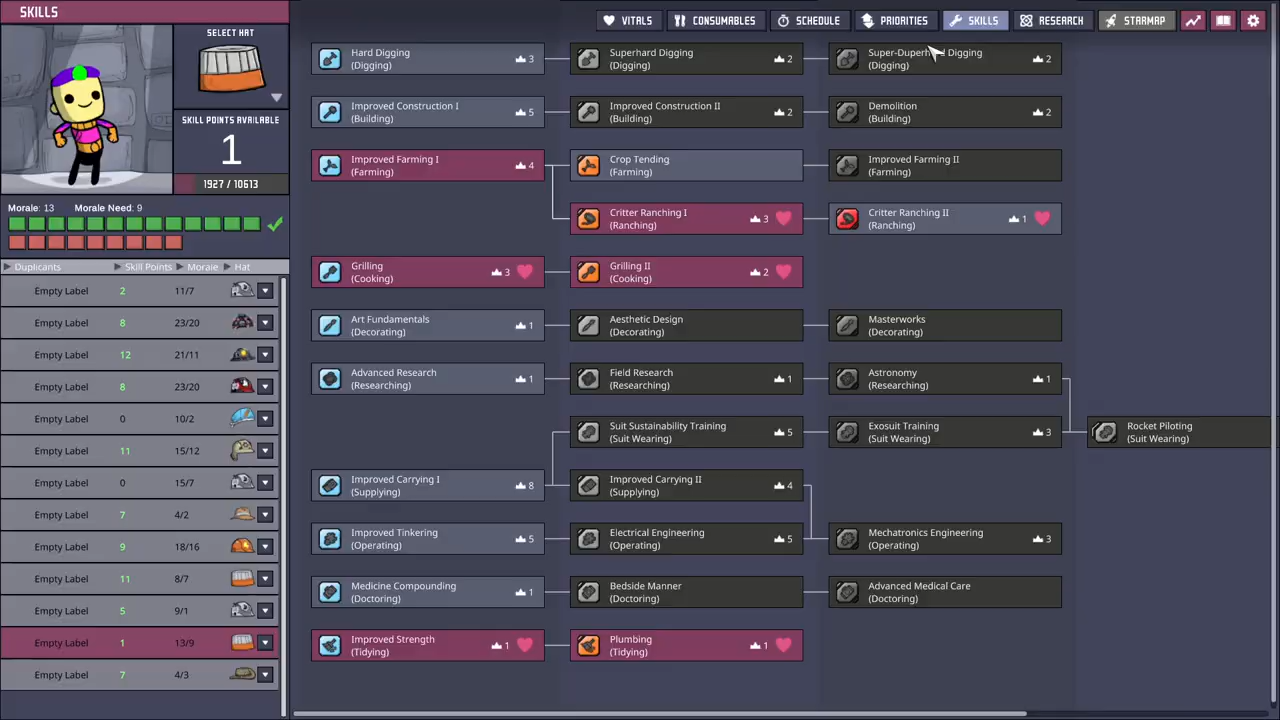 SKILLS
VITALS
CONSUMABLES
SCHEDULE
PRIORITIES
SKILLS
RESEARCH
STARMAP
SELECT HAT
SKILL POINTS AVAILABLE
1
1927 / 10613
Morale: 13 Morale Need: 9
Duplicants Skill Points Morale Hat
Empty Label 2 11/7
Empty Label 8 23/20
Empty Label 12 21/11
Empty Label 8 23/20
Empty Label 0 10/2
Empty Label 11 15/12
Empty Label 0 15/7
Empty Label 7 4/2
Empty Label 9 18/16
Empty Label 11 8/7
Empty Label 5 9/1
Empty Label 1 13/9
Empty Label 7 4/3
Hard Digging
(Digging)
3
Superhard Digging
(Digging)
2
Digging
(Digging)
2
Improved Construction I
(Building)
5
Improved Construction II
(Building)
2
Demolition
(Building)
2
Improved Farming I
(Farming)
4
Crop Tending
(Farming)
Improved Farming II
(Farming)
Critter Ranching I
(Ranching)
3
Critter Ranching II
(Ranching)
1
Grilling
(Cooking)
3
Grilling II
(Cooking)
2
Art Fundamentals
(Decorating)
1
Aesthetic Design
(Decorating)
Masterworks
(Decorating)
Advanced Research
(Researching)
1
Field Research
(Researching)
1
Astronomy
(Researching)
1
Suit Sustainability Training
(Suit Wearing)
5
Exosuit Training
(Suit Wearing)
3
Rocket Piloting
(Suit Wearing)
Improved Carrying I
(Supplying)
8
Improved Carrying II
(Supplying)
4
Improved Tinkering
(Operating)
5
Electrical Engineering
(Operating)
5
Mechatronics Engineering
(Operating)
3
Medicine Compounding
(Doctoring)
1
Bedside Manner
(Doctoring)
Advanced Medical Care
(Doctoring)
Improved Strength
(Tidying)
1
Plumbing
(Tidying)
1